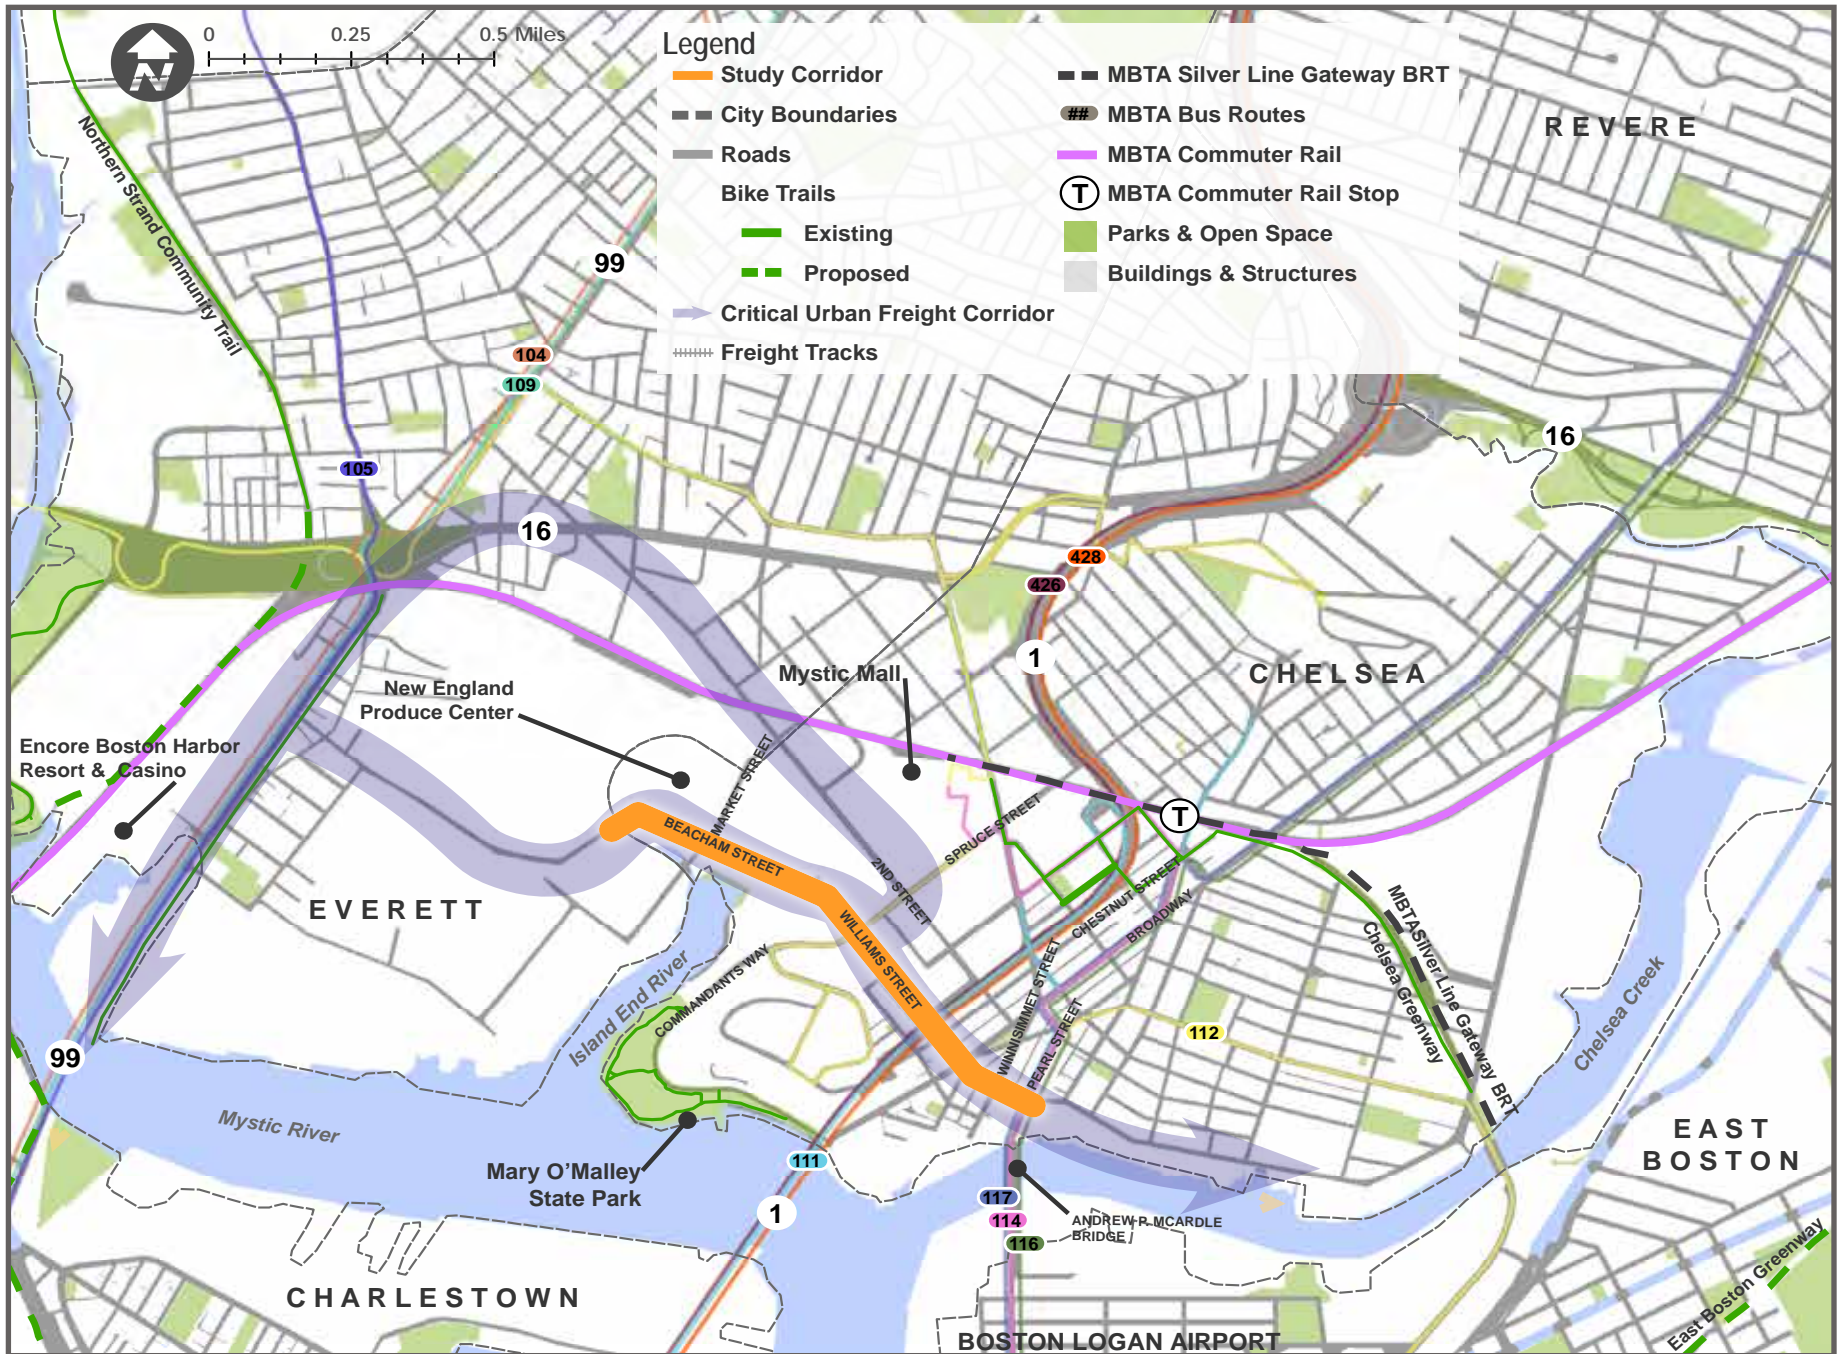 N
0 0.25 0.5 Miles
Legend
Study Corridor
City Boundaries
Roads
Bike Trails
Existing
Proposed
Critical Urban Freight Corridor
Freight Tracks
MBTA Silver Line Gateway BRT
## MBTA Bus Routes
MBTA Commuter Rail
T MBTA Commuter Rail Stop
Parks & Open Space
Buildings & Structures
REVERE
Northern Strand Community Trail
99
104
109
105
16
16
428
426
1
CHELSEA
Mystic Mall
New England
Produce Center
Encore Boston Harbor
Resort & Casino
MARKET STREET
BEACHAM STREET
SPRUCE STREET
2ND STREET
T
CHESTNUT STREET
BROADWAY
EVERETT
WILLIAMS STREET
COMMANDANTS WAY
Island End River
WINNISIMMET STREET
PEARL STREET
MBTASilver Line Gateway BRT
Chelsea Greenway
Chelsea Creek
112
99
Mystic River
Mary O’Malley
State Park
111
1
117
114
116
ANDREW P. MCARDLE
BRIDGE
EAST
BOSTON
CHARLESTOWN
BOSTON LOGAN AIRPORT
East Boston Greenway